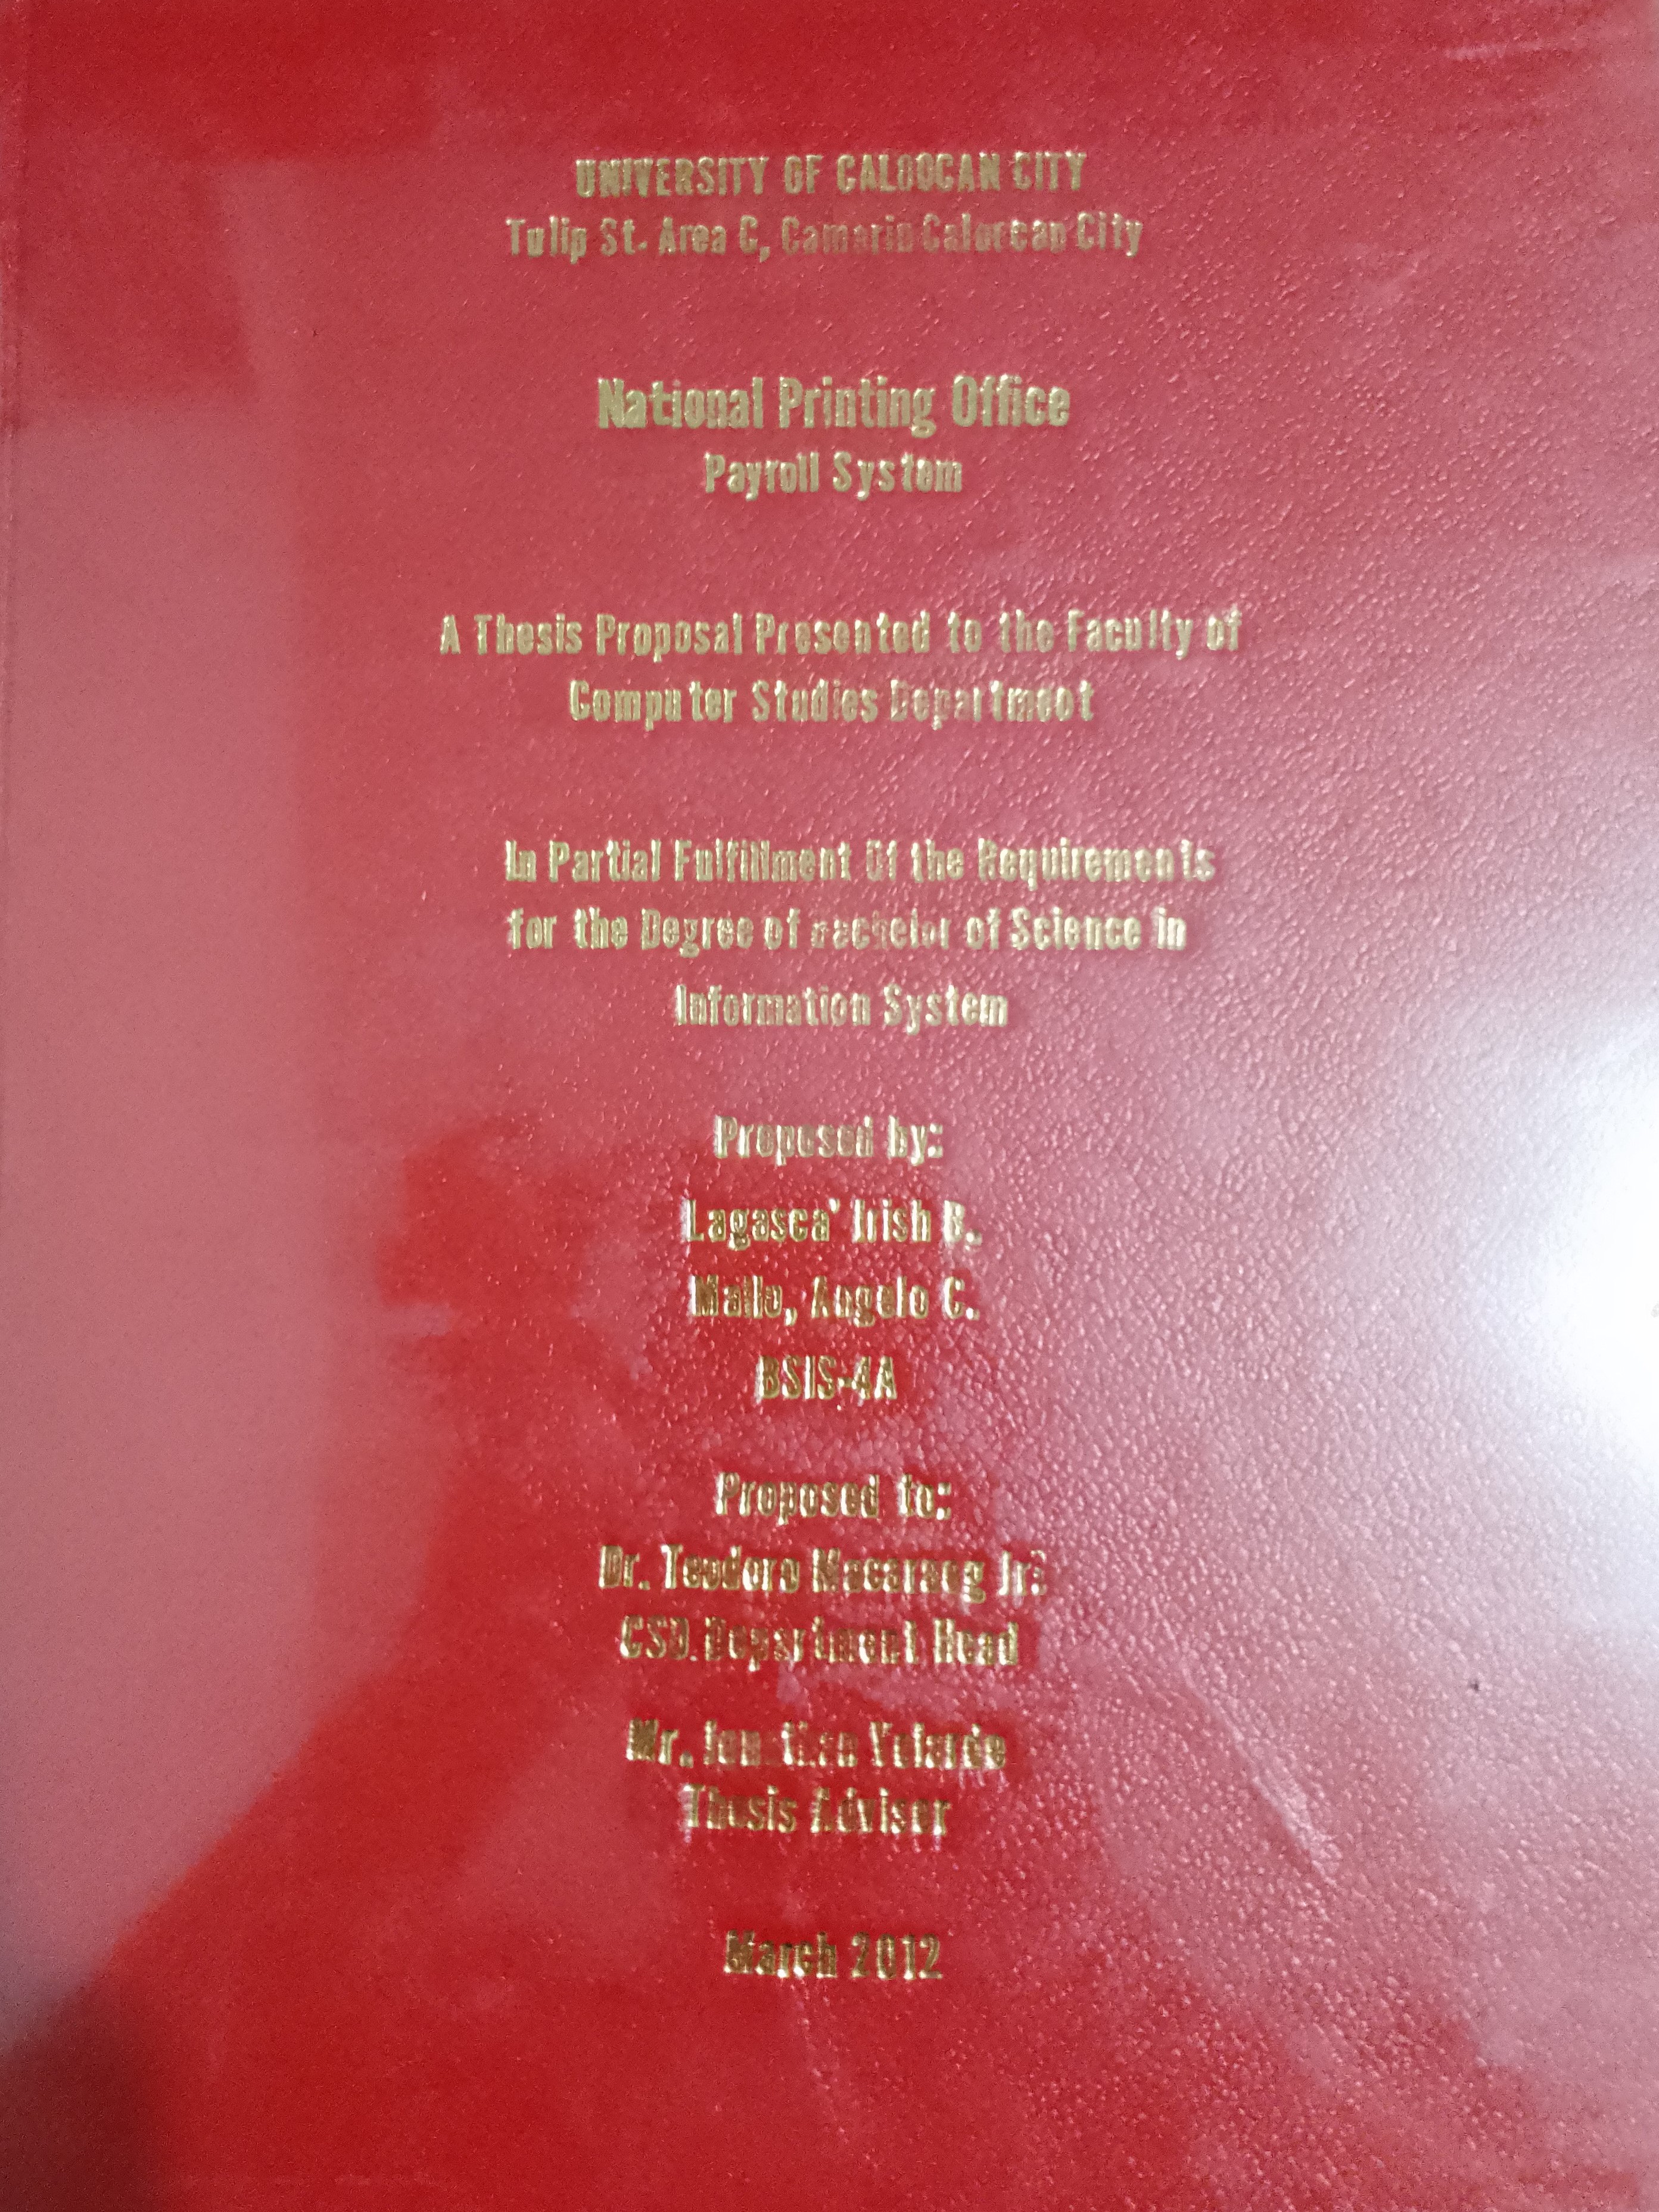 UNIVERSITY OF CALOOCAN CITY
Tulip St. Area C, Camarin Caloocan City
National Printing Office
Payroll System
A Thesis Proposal Presented to the Faculty of
Computer Studies Department
In Partial Fulfillment Of the Requirements
for the Degree of Bachelor of Science in
Information System
Proposed by:
Lagasca' Irish B.
Angelo C.
BSIS-4A
Proposed to:
Dr. Teodoro Macaraeg Jr.
CSD. Department Head
Mr. Velarde
Thesis Adviser
March 2012